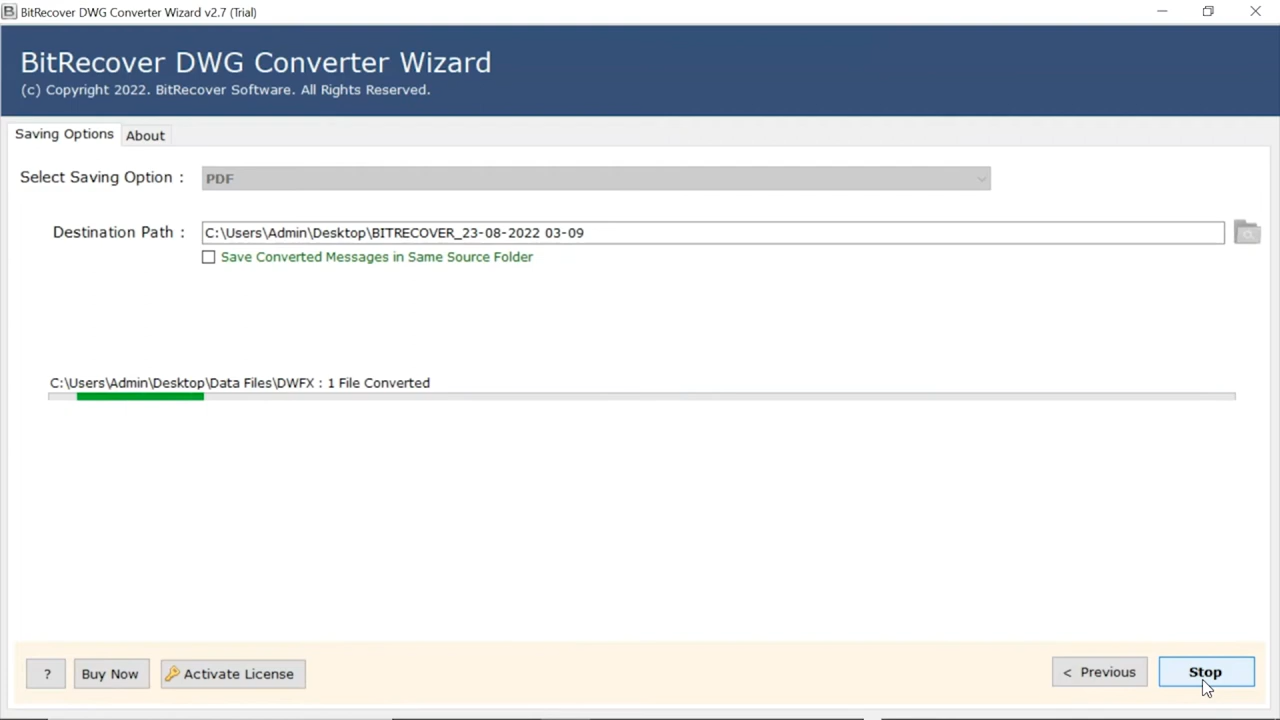 BitRecover DWG Converter Wizard v2.7 (Trial)
BitRecover DWG Converter Wizard
(c) Copyright 2022. BitRecover Software. All Rights Reserved.
Saving Options About
Select Saving Option : PDF
Destination Path : C:\Users\Admin\Desktop\BITRECOVER_23-08-2022 03-09
Save Converted Messages in Same Source Folder
C:\Users\Admin\Desktop\Data Files\DWFX : 1 File Converted
? Buy Now Activate License < Previous Stop